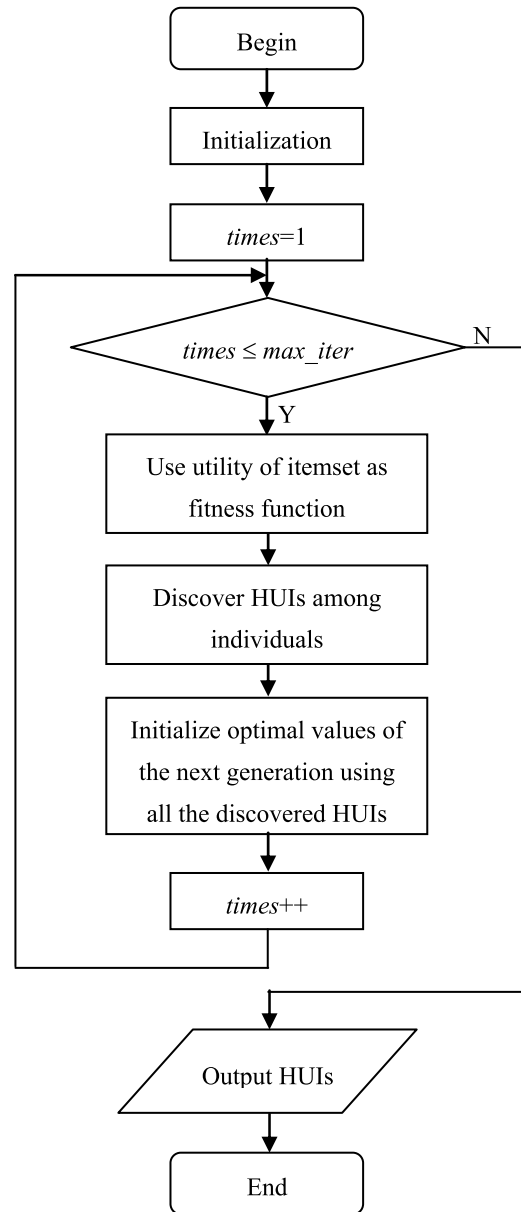 Begin
Initialization
times=1
times ≤ max_iter
N
Y
Use utility of itemset as
fitness function
Discover HUIs among
individuals
Initialize optimal values of
the next generation using
all the discovered HUIs
times++
Output HUIs
End